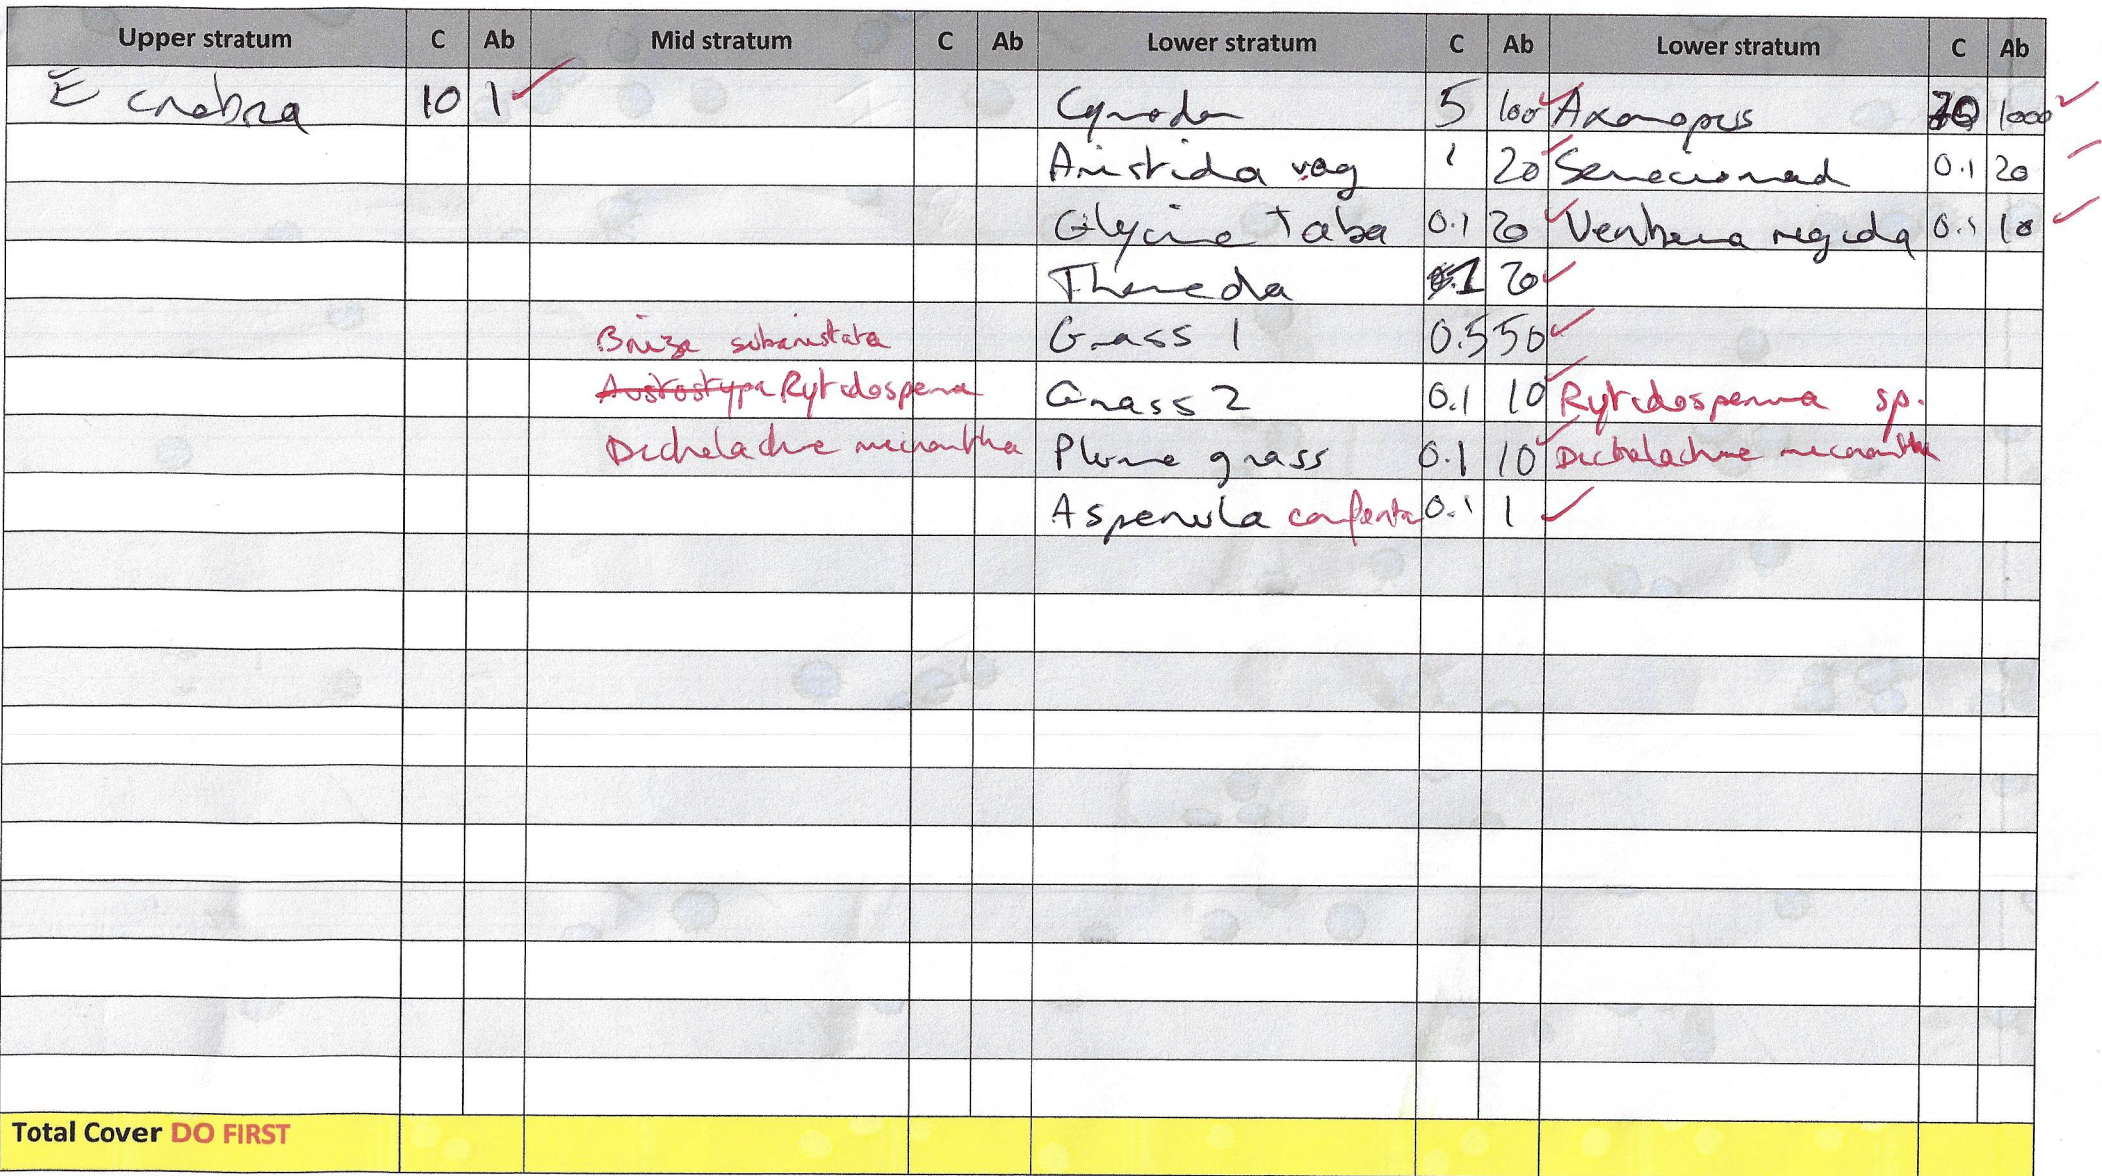 Upper stratum C Ab Mid stratum C Ab Lower stratum C Ab Lower stratum C Ab
E crebra 10 1 ✓ Cynodon 5 100 ✓ Axonopus 1000 ✓
Aristida vag 1 20 ✓ Senecio mad 0.1 20 ✓
Glycine Taba 0.1 20 ✓ Verbena rigida 0.1 10 ✓
Themeda 1 20 ✓
Briza subaristata Grass 1 0.5 50 ✓
Austrostypa Rytidosperma Grass 2 0.1 10 ✓ Rytidosperma sp.
Dichelachne micrantha Plume grass 0.1 10 ✓ Dichelachne micrantha
Asperula conferta 0.1 1 ✓
Total Cover DO FIRST